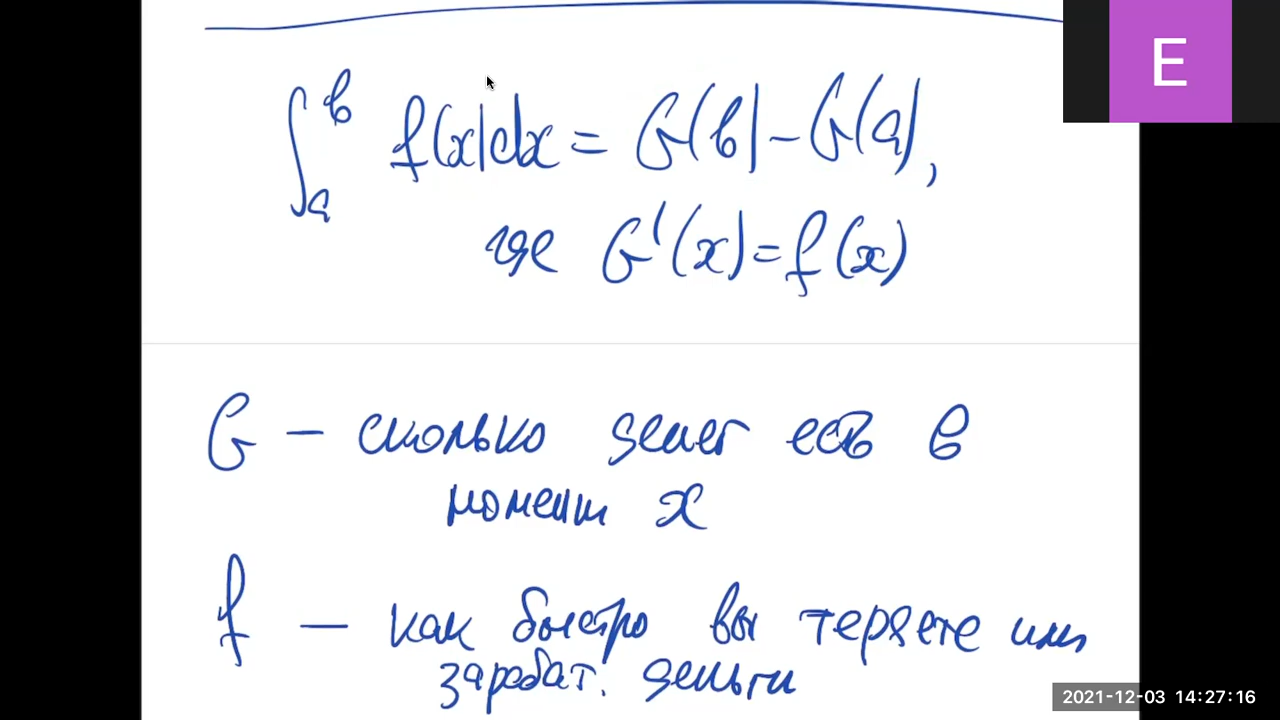 E
∫ₐᵇ f(x)dx = G(b) - G(a),
где G'(x) = f(x)
G — сколько денег есть в
момент x
f — как быстро вы теряете или
заработ. деньги
2021-12-03 14:27:16